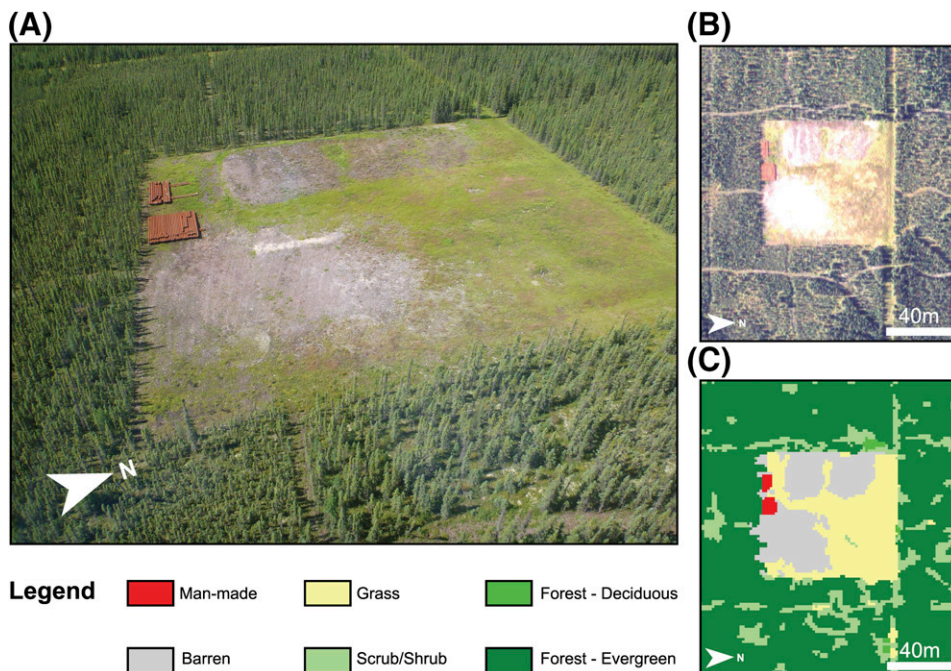 (A)
(B)
N
40m
(C)
N
N
40m
Legend
Man-made
Grass
Forest - Deciduous
Barren
Scrub/Shrub
Forest - Evergreen